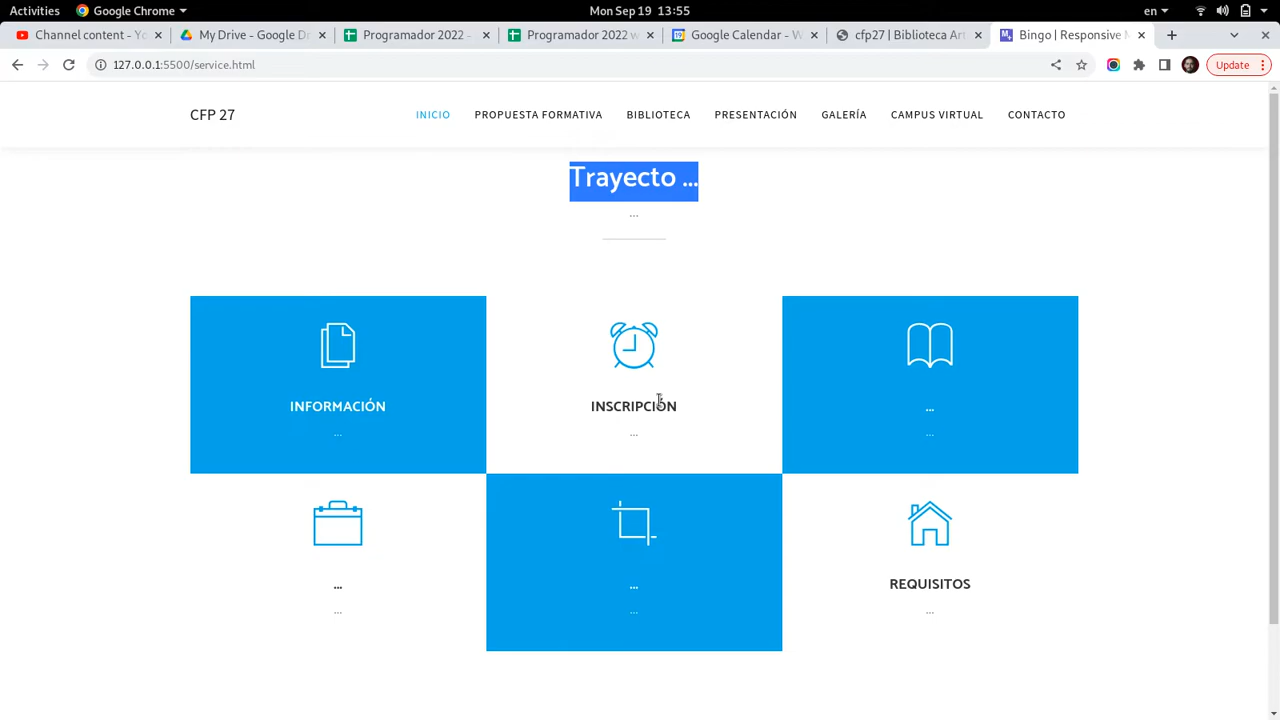 Activities Google Chrome Mon Sep 19 13:55 en
Channel content - Y My Drive - Google Dr Programador 2022 - Programador 2022 w Google Calendar - W cfp27 | Biblioteca Art Bingo | Responsive M
127.0.0.1:5500/service.html Update
CFP 27 INICIO PROPUESTA FORMATIVA BIBLIOTECA PRESENTACIÓN GALERÍA CAMPUS VIRTUAL CONTACTO
Trayecto ...
...
INFORMACIÓN INSCRIPCIÓN ...
... ... ...
... ... REQUISITOS
... ... ...